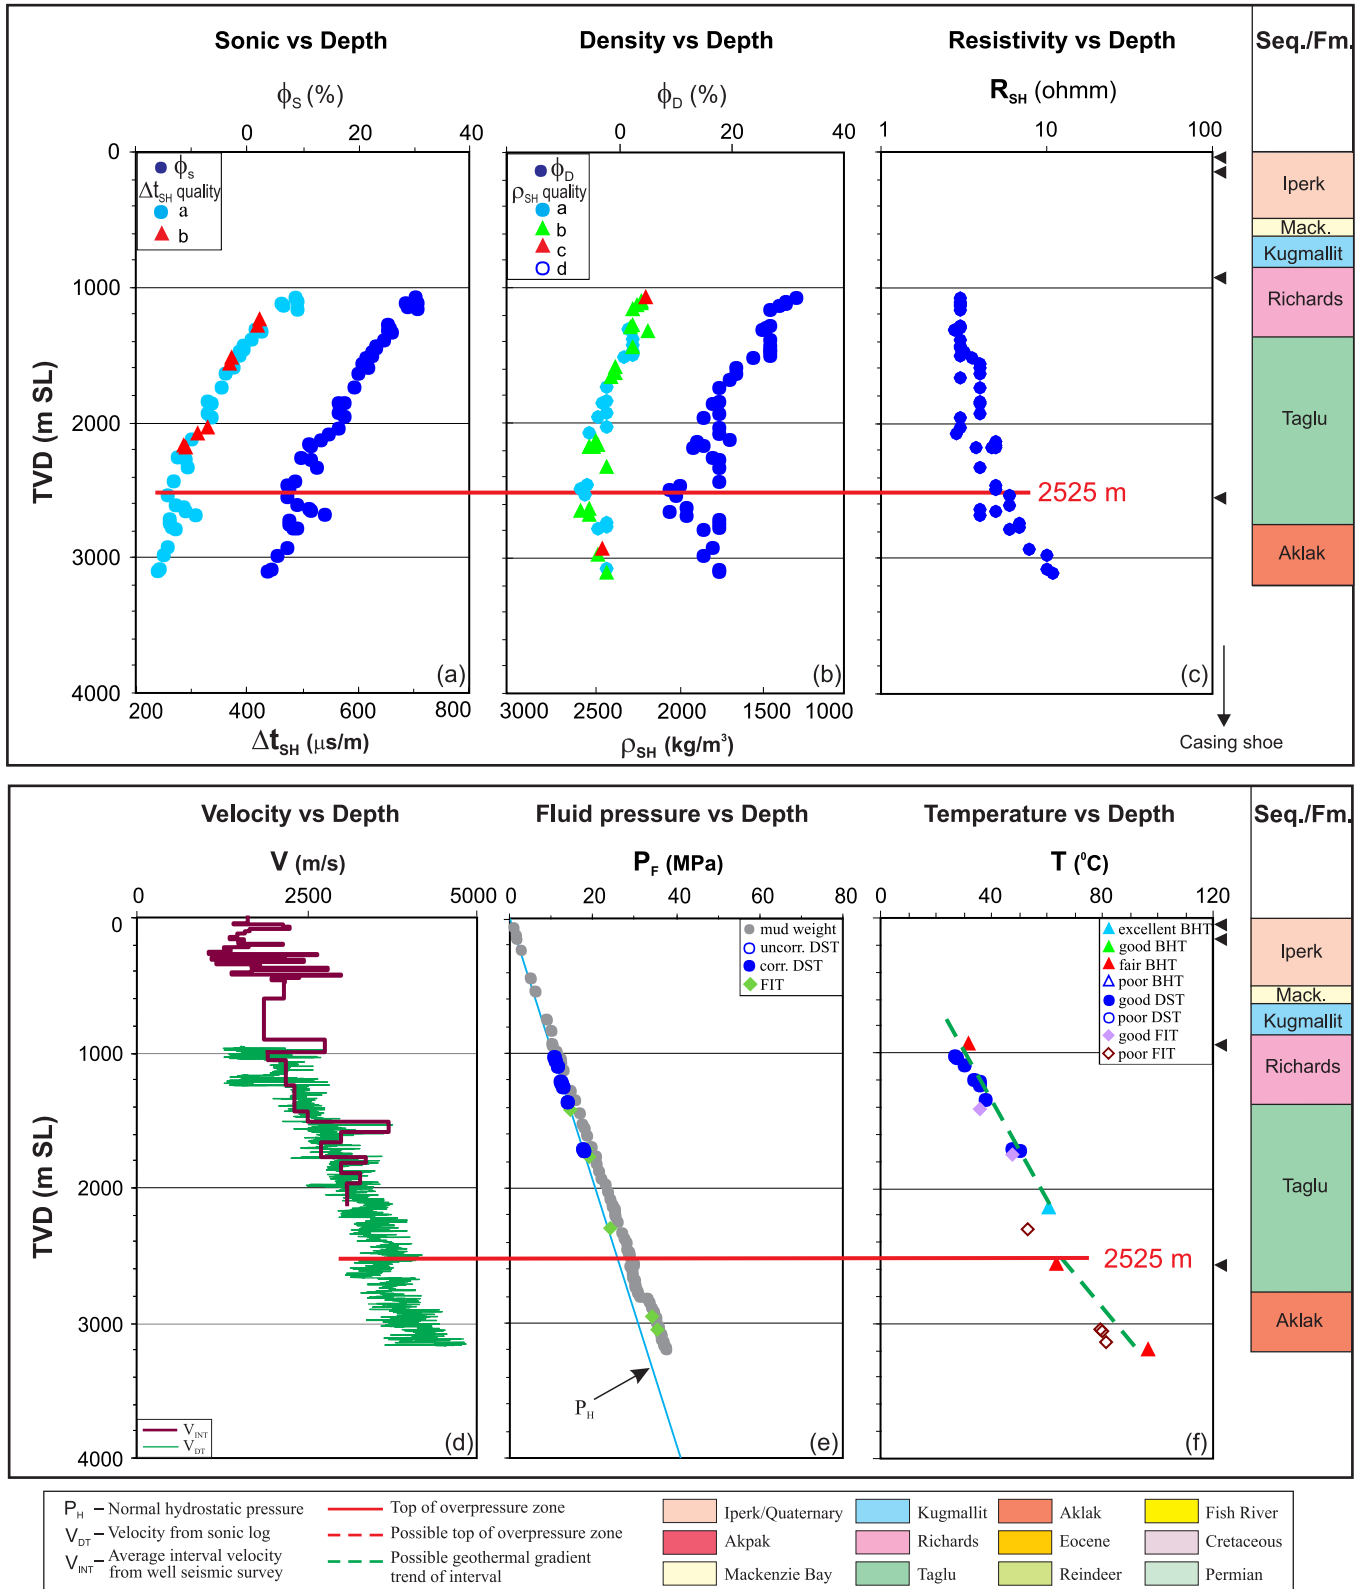 Sonic vs Depth Density vs Depth Resistivity vs Depth Seq./Fm.
ϕS (%) ϕD (%) RSH (ohmm)
0 20 40 0 20 40 1 10 100
0
1000
2000
3000
4000
TVD (m SL)
ϕS
ΔtSH quality
a
b
ϕD
ρSH quality
a
b
c
d
2525 m
(a) (b) (c)
200 400 600 800 3000 2500 2000 1500 1000
ΔtSH (μs/m) ρSH (kg/m³)
Casing shoe
Iperk
Mack.
Kugmallit
Richards
Taglu
Aklak
Velocity vs Depth Fluid pressure vs Depth Temperature vs Depth Seq./Fm.
V (m/s) PF (MPa) T (⁰C)
0 2500 5000 0 20 40 60 80 0 40 80 120
0
1000
2000
3000
4000
TVD (m SL)
mud weight
uncorr. DST
corr. DST
FIT
excellent BHT
good BHT
fair BHT
poor BHT
good DST
poor DST
good FIT
poor FIT
2525 m
PH
VINT
VDT
(d) (e) (f)
Iperk
Mack.
Kugmallit
Richards
Taglu
Aklak
PH – Normal hydrostatic pressure
VDT – Velocity from sonic log
VINT – Average interval velocity
from well seismic survey
Top of overpressure zone
Possible top of overpressure zone
Possible geothermal gradient
trend of interval
Iperk/Quaternary Kugmallit Aklak Fish River
Akpak Richards Eocene Cretaceous
Mackenzie Bay Taglu Reindeer Permian